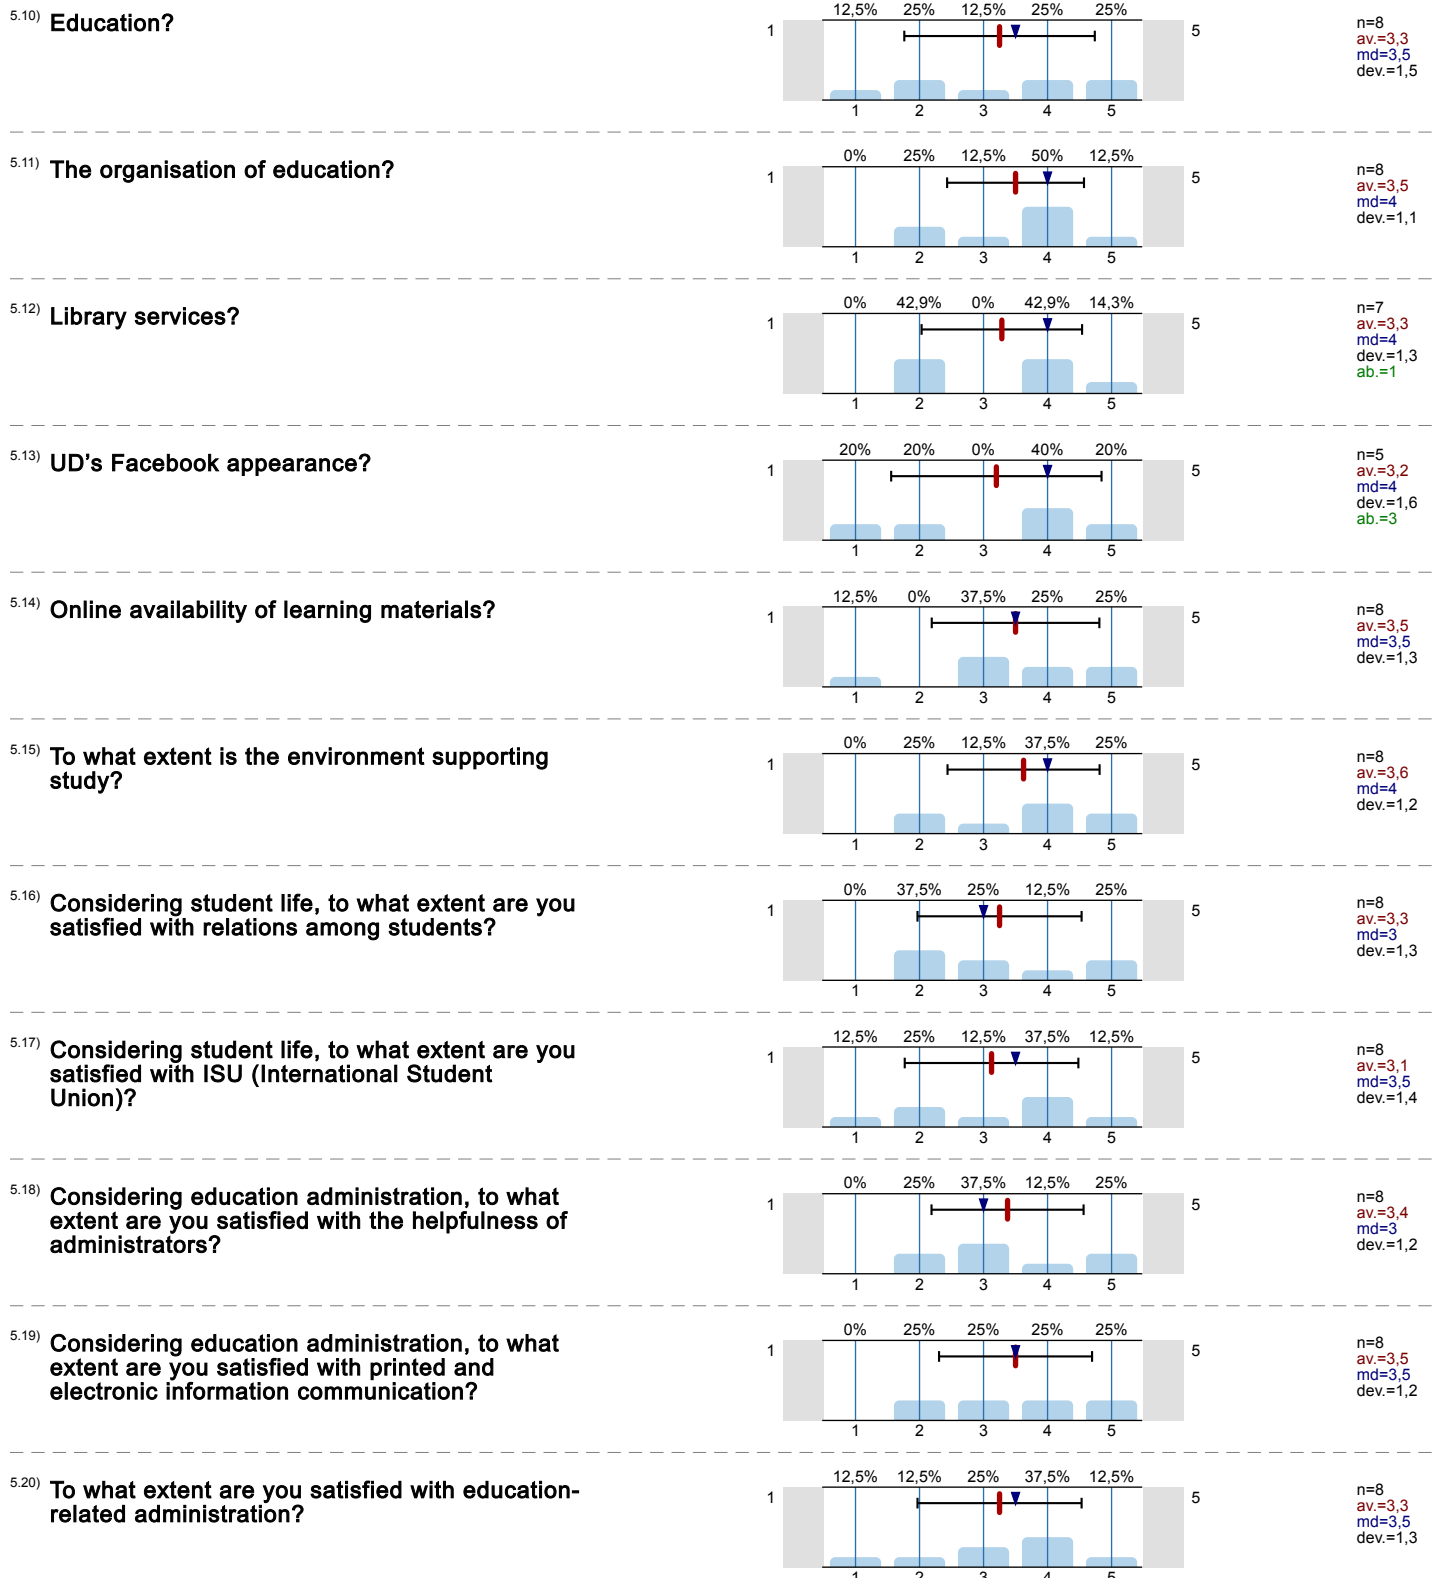 5.10) Education?
12,5% 25% 12,5% 25% 25%
1 5
1 2 3 4 5
n=8
av.=3,3
md=3,5
dev.=1,5
5.11) The organisation of education?
0% 25% 12,5% 50% 12,5%
1 5
1 2 3 4 5
n=8
av.=3,5
md=4
dev.=1,1
5.12) Library services?
0% 42,9% 0% 42,9% 14,3%
1 5
1 2 3 4 5
n=7
av.=3,3
md=4
dev.=1,3
ab.=1
5.13) UD's Facebook appearance?
20% 20% 0% 40% 20%
1 5
1 2 3 4 5
n=5
av.=3,2
md=4
dev.=1,6
ab.=3
5.14) Online availability of learning materials?
12,5% 0% 37,5% 25% 25%
1 5
1 2 3 4 5
n=8
av.=3,5
md=3,5
dev.=1,3
5.15) To what extent is the environment supporting
study?
0% 25% 12,5% 37,5% 25%
1 5
1 2 3 4 5
n=8
av.=3,6
md=4
dev.=1,2
5.16) Considering student life, to what extent are you
satisfied with relations among students?
0% 37,5% 25% 12,5% 25%
1 5
1 2 3 4 5
n=8
av.=3,3
md=3
dev.=1,3
5.17) Considering student life, to what extent are you
satisfied with ISU (International Student
Union)?
12,5% 25% 12,5% 37,5% 12,5%
1 5
1 2 3 4 5
n=8
av.=3,1
md=3,5
dev.=1,4
5.18) Considering education administration, to what
extent are you satisfied with the helpfulness of
administrators?
0% 25% 37,5% 12,5% 25%
1 5
1 2 3 4 5
n=8
av.=3,4
md=3
dev.=1,2
5.19) Considering education administration, to what
extent are you satisfied with printed and
electronic information communication?
0% 25% 25% 25% 25%
1 5
1 2 3 4 5
n=8
av.=3,5
md=3,5
dev.=1,2
5.20) To what extent are you satisfied with education-
related administration?
12,5% 12,5% 25% 37,5% 12,5%
1 5
1 2 3 4 5
n=8
av.=3,3
md=3,5
dev.=1,3